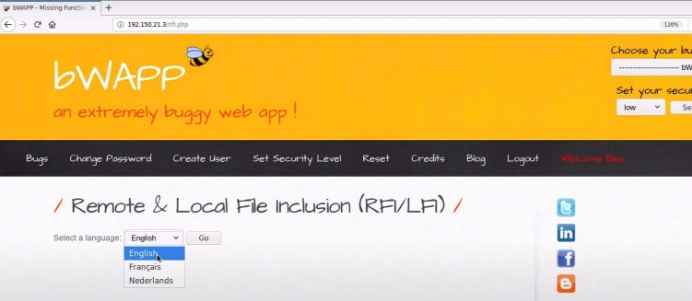 bWAPP - Missing Functi
192.150.21.3/rlfi.php
120%
bWAPP
an extremely buggy web app !
Choose your bu
---------------------- bW
Set your secur
low
Se
Bugs Change Password Create User Set Security Level Reset Credits Blog Logout Welcome Bee
/ Remote & Local File Inclusion (RFI/LFI) /
Select a language: English Go
English
Français
Nederlands